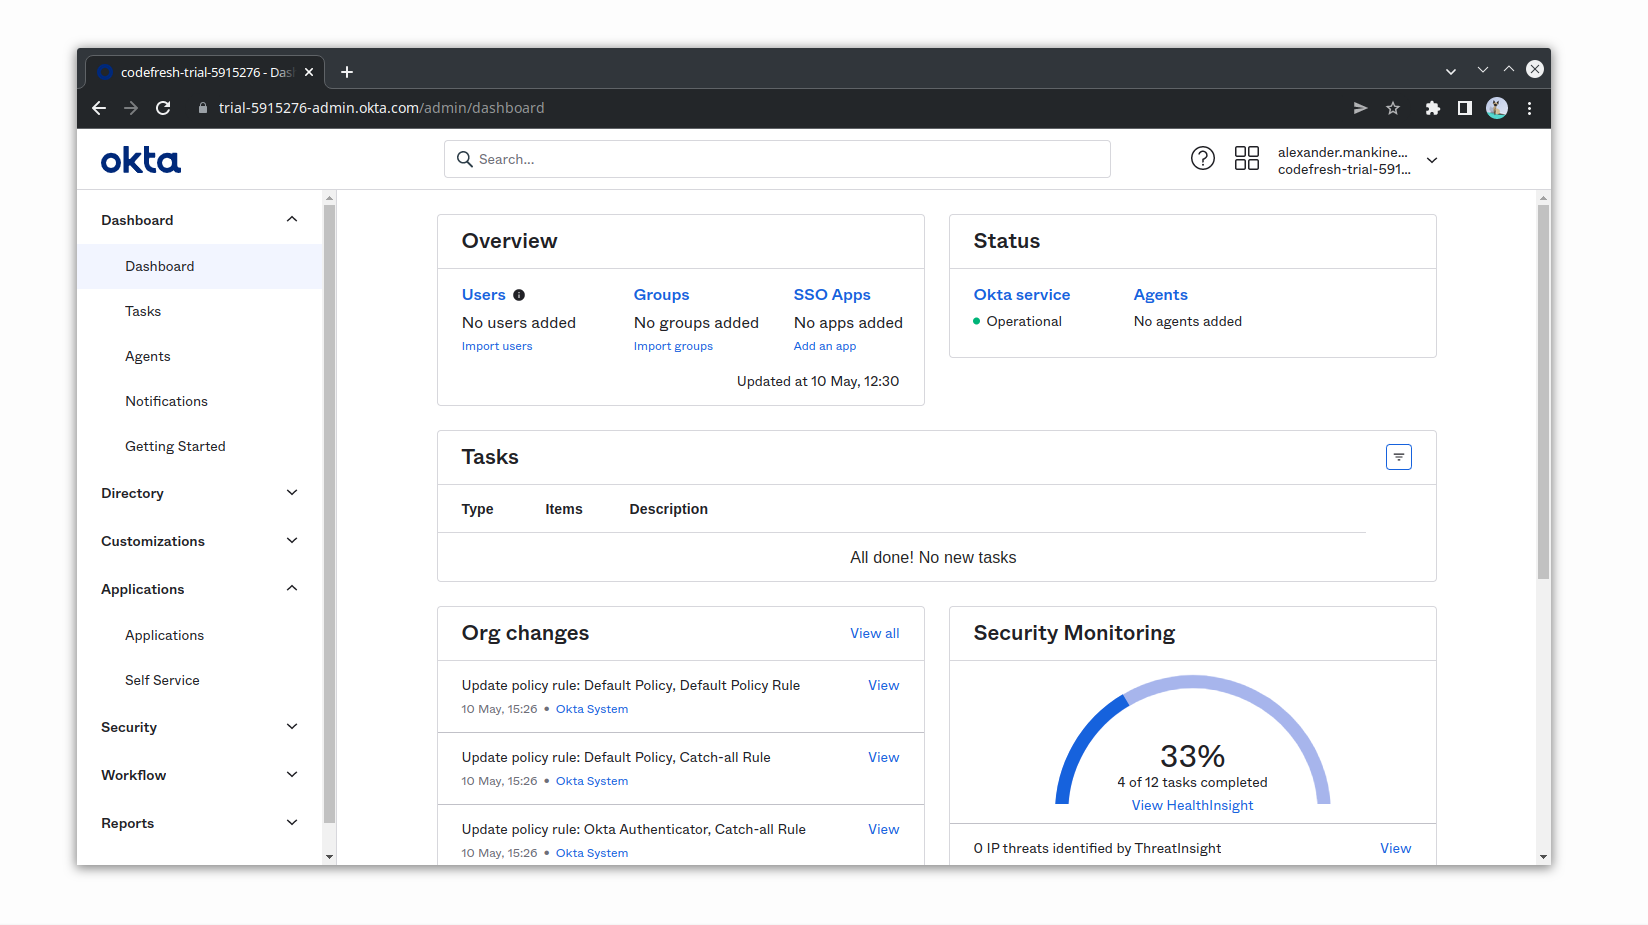 codefresh-trial-5915276 - Das
trial-5915276-admin.okta.com/admin/dashboard
okta
Search...
alexander.mankine...
codefresh-trial-591...
Dashboard
Dashboard
Tasks
Agents
Notifications
Getting Started
Directory
Customizations
Applications
Applications
Self Service
Security
Workflow
Reports
Overview
Users
No users added
Import users
Groups
No groups added
Import groups
SSO Apps
No apps added
Add an app
Updated at 10 May, 12:30
Status
Okta service
Operational
Agents
No agents added
Tasks
Type Items Description
All done! No new tasks
Org changes View all
Update policy rule: Default Policy, Default Policy Rule View
10 May, 15:26 • Okta System
Update policy rule: Default Policy, Catch-all Rule View
10 May, 15:26 • Okta System
Update policy rule: Okta Authenticator, Catch-all Rule View
10 May, 15:26 • Okta System
Security Monitoring
33%
4 of 12 tasks completed
View HealthInsight
0 IP threats identified by ThreatInsight View